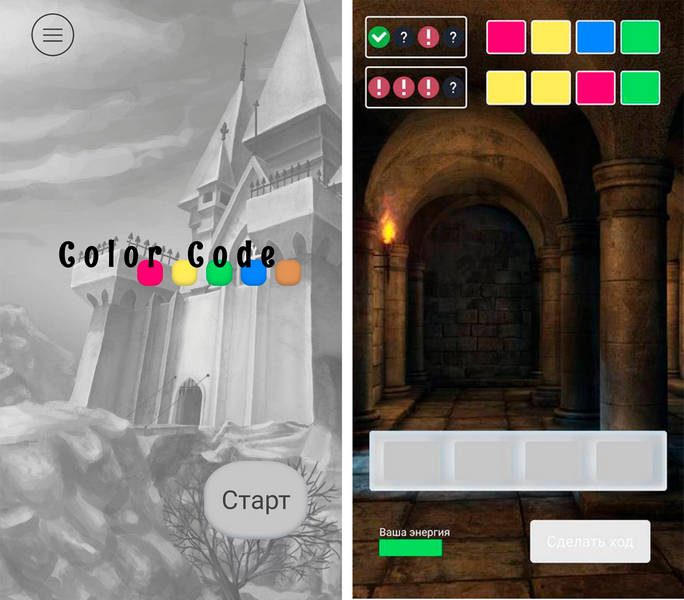 Color Code
Старт
✓ ? ! ?
! ! ! ?
Ваша энергия
Сделать ход